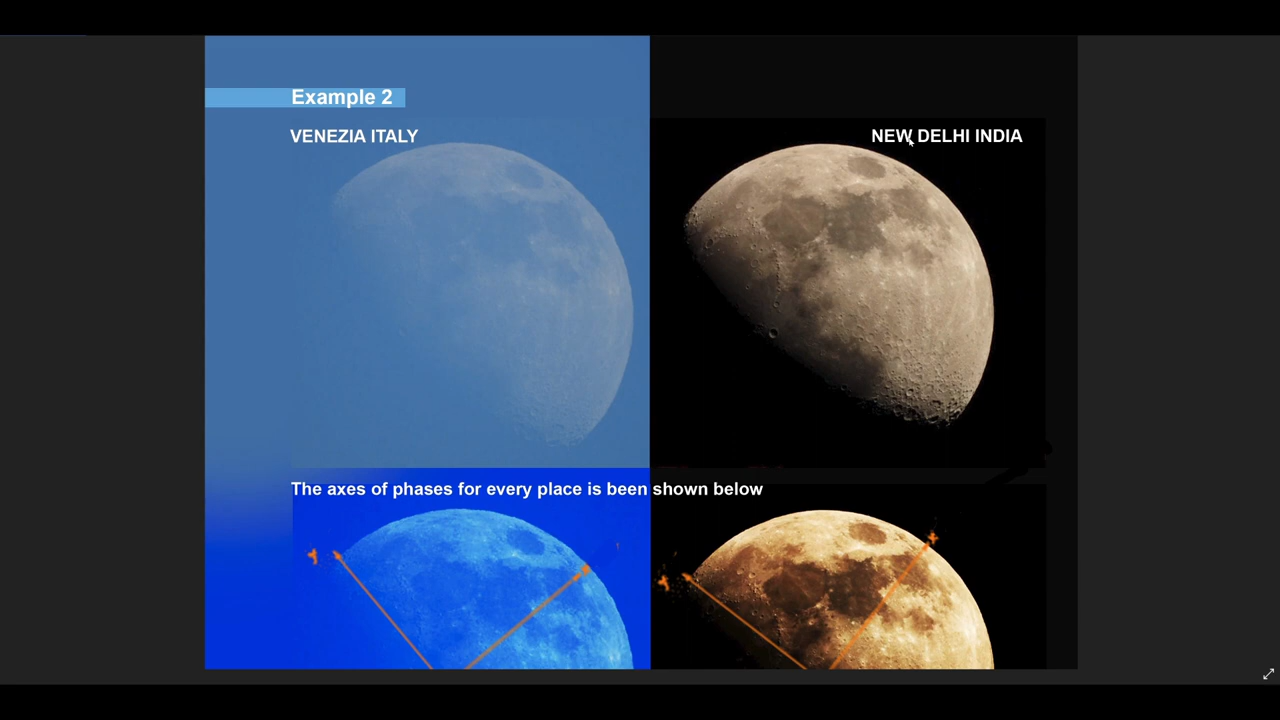 Example 2
VENEZIA ITALY
NEW DELHI INDIA
The axes of phases for every place is been shown below